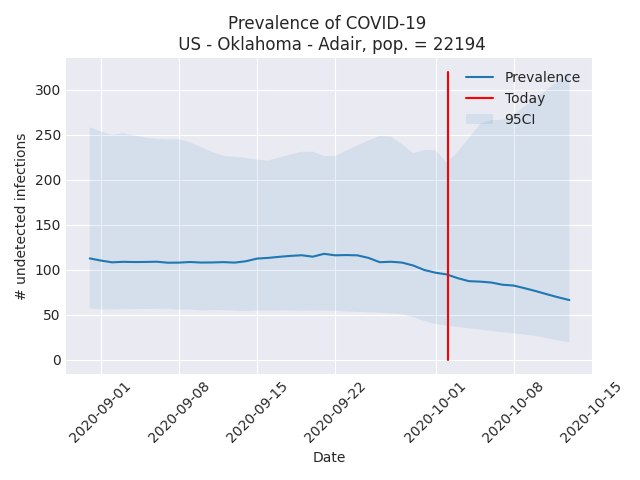 Prevalence of COVID-19
US - Oklahoma - Adair, pop. = 22194
Prevalence
Today
95CI
# undetected infections
300
250
200
150
100
50
0
2020-09-01
2020-09-08
2020-09-15
2020-09-22
2020-10-01
2020-10-08
2020-10-15
Date